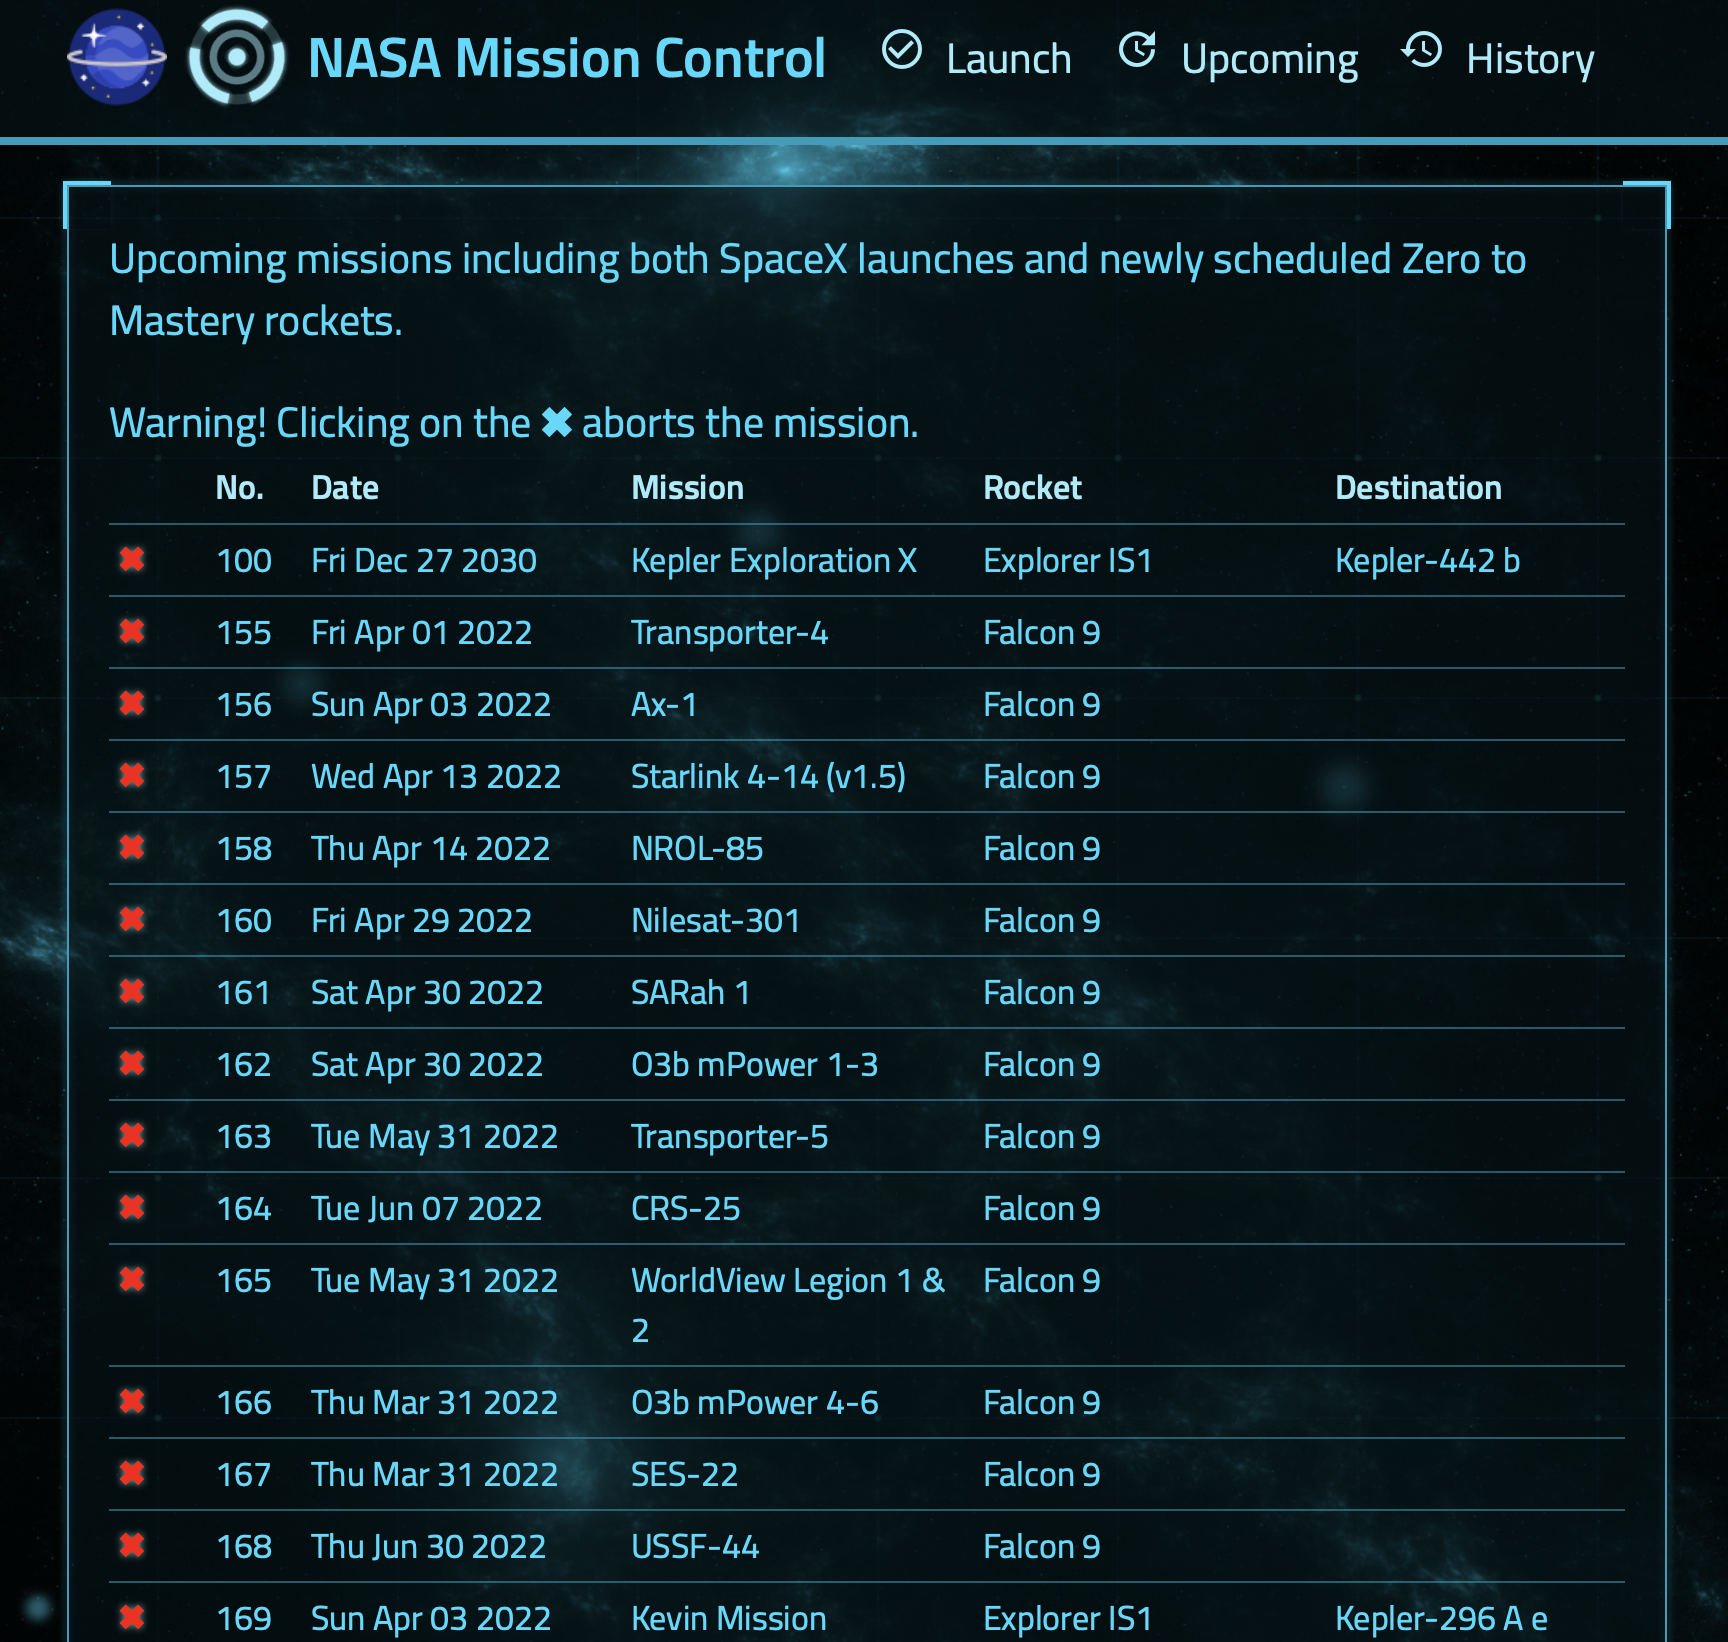 NASA Mission Control Launch Upcoming History
Upcoming missions including both SpaceX launches and newly scheduled Zero to
Mastery rockets.
Warning! Clicking on the ✖ aborts the mission.
No. Date Mission Rocket Destination
✖ 100 Fri Dec 27 2030 Kepler Exploration X Explorer IS1 Kepler-442 b
✖ 155 Fri Apr 01 2022 Transporter-4 Falcon 9
✖ 156 Sun Apr 03 2022 Ax-1 Falcon 9
✖ 157 Wed Apr 13 2022 Starlink 4-14 (v1.5) Falcon 9
✖ 158 Thu Apr 14 2022 NROL-85 Falcon 9
✖ 160 Fri Apr 29 2022 Nilesat-301 Falcon 9
✖ 161 Sat Apr 30 2022 SARah 1 Falcon 9
✖ 162 Sat Apr 30 2022 O3b mPower 1-3 Falcon 9
✖ 163 Tue May 31 2022 Transporter-5 Falcon 9
✖ 164 Tue Jun 07 2022 CRS-25 Falcon 9
✖ 165 Tue May 31 2022 WorldView Legion 1 & Falcon 9
2
✖ 166 Thu Mar 31 2022 O3b mPower 4-6 Falcon 9
✖ 167 Thu Mar 31 2022 SES-22 Falcon 9
✖ 168 Thu Jun 30 2022 USSF-44 Falcon 9
✖ 169 Sun Apr 03 2022 Kevin Mission Explorer IS1 Kepler-296 A e